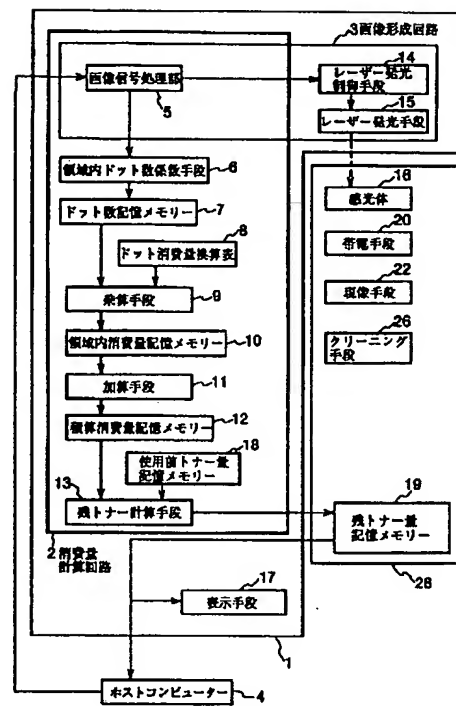 3画像形成回路
画像信号処理部
5
14
レーザー発光
制御手段
15
レーザー発光手段
領域内ドット数係数手段
6
ドット数記憶メモリー
7
8
ドット消費量換算表
乗算手段
9
領域内消費量記憶メモリー
10
加算手段
11
積算消費量記憶メモリー
12
18
使用前トナー量
記憶メモリー
13
残トナー計算手段
2消費量
計算回路
16
感光体
20
帯電手段
22
現像手段
26
クリーニング
手段
19
残トナー量
記憶メモリー
28
17
表示手段
1
ホストコンピューター
4